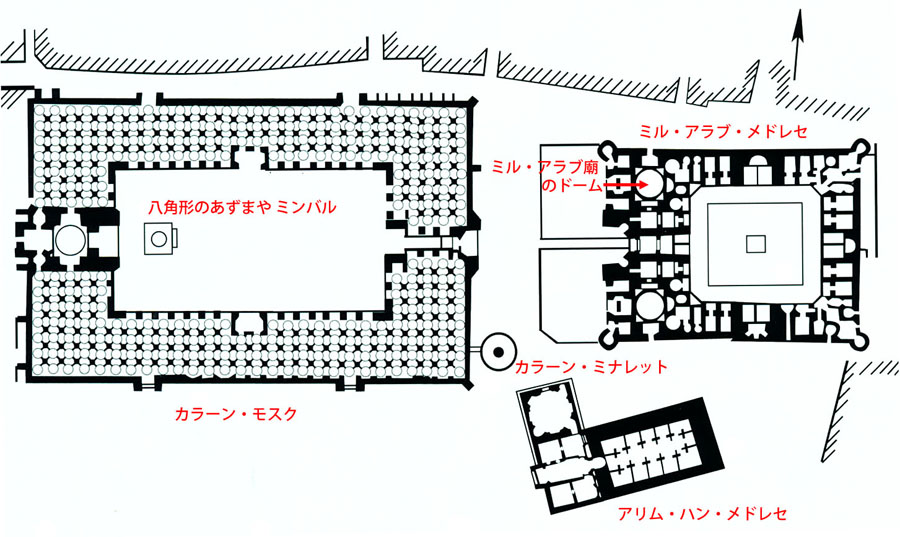 ミル・アラブ・メドレセ
ミル・アラブ廟
のドーム
八角形のあずまや ミンバル
カラーン・ミナレット
カラーン・モスク
アリム・ハン・メドレセ